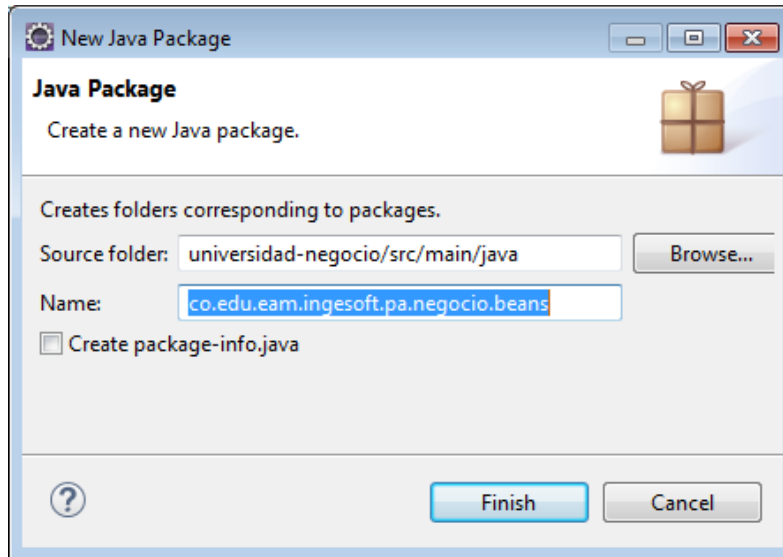 New Java Package
Java Package
Create a new Java package.
Creates folders corresponding to packages.
Source folder: universidad-negocio/src/main/java Browse...
Name: co.edu.eam.ingesoft.pa.negocio.beans
Create package-info.java
? Finish Cancel